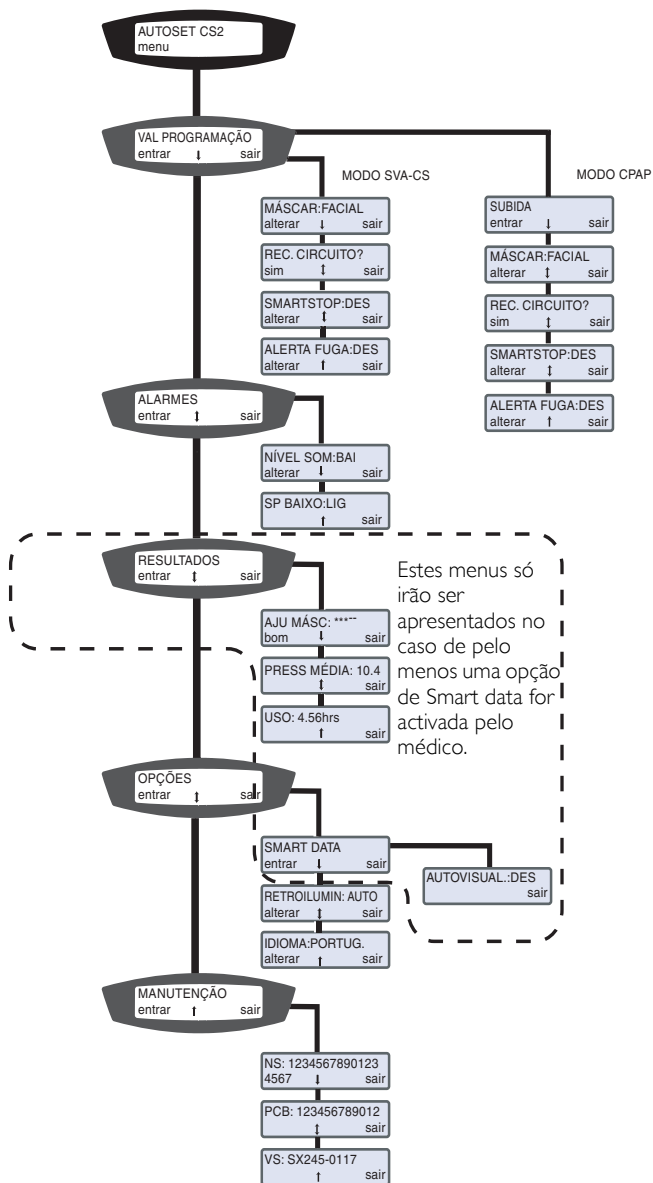 AUTOSET CS2
menu
VAL PROGRAMAÇÃO
entrar ↓ sair
MODO SVA-CS
MÁSCAR:FACIAL
alterar ↓ sair
REC. CIRCUITO?
sim ↕ sair
SMARTSTOP:DES
alterar ↕ sair
ALERTA FUGA:DES
alterar ↑ sair
MODO CPAP
SUBIDA
entrar ↓ sair
MÁSCAR:FACIAL
alterar ↕ sair
REC. CIRCUITO?
sim ↕ sair
SMARTSTOP:DES
alterar ↕ sair
ALERTA FUGA:DES
alterar ↑ sair
ALARMES
entrar ↕ sair
NÍVEL SOM:BAI
alterar ↓ sair
SP BAIXO:LIG
↑ sair
RESULTADOS
entrar ↕ sair
AJU MÁSC: ***--
bom ↓ sair
PRESS MÉDIA: 10.4
↕ sair
USO: 4.56hrs
↑ sair
Estes menus só
irão ser
apresentados no
caso de pelo
menos uma opção
de Smart data for
activada pelo
médico.
OPÇÕES
entrar ↕ sair
SMART DATA
entrar ↓ sair
AUTOVISUAL.:DES
sair
RETROILUMIN: AUTO
alterar ↕ sair
IDIOMA:PORTUG.
alterar ↑ sair
MANUTENÇÃO
entrar ↑ sair
NS: 1234567890123
4567 ↓ sair
PCB: 123456789012
↕ sair
VS: SX245-0117
↑ sair